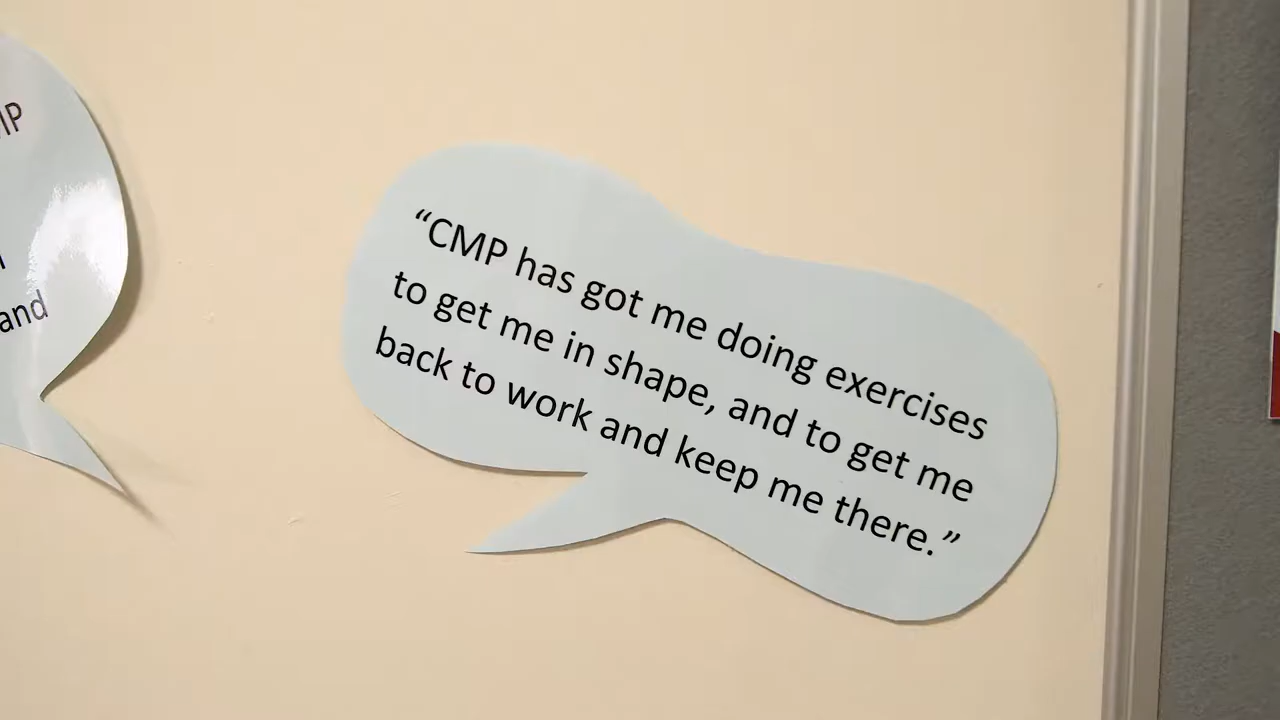 and
“CMP has got me doing exercises
to get me in shape, and to get me
back to work and keep me there.”